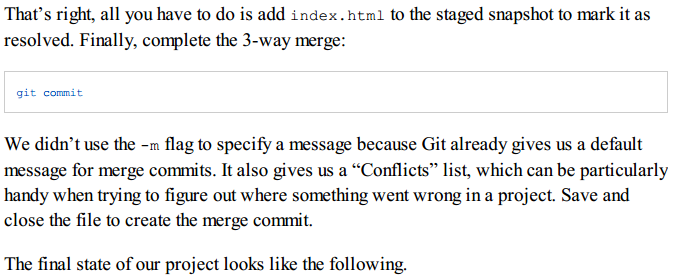 That’s right, all you have to do is add index.html to the staged snapshot to mark it as
resolved. Finally, complete the 3-way merge:
git commit
We didn’t use the -m flag to specify a message because Git already gives us a default
message for merge commits. It also gives us a “Conflicts” list, which can be particularly
handy when trying to figure out where something went wrong in a project. Save and
close the file to create the merge commit.
The final state of our project looks like the following.